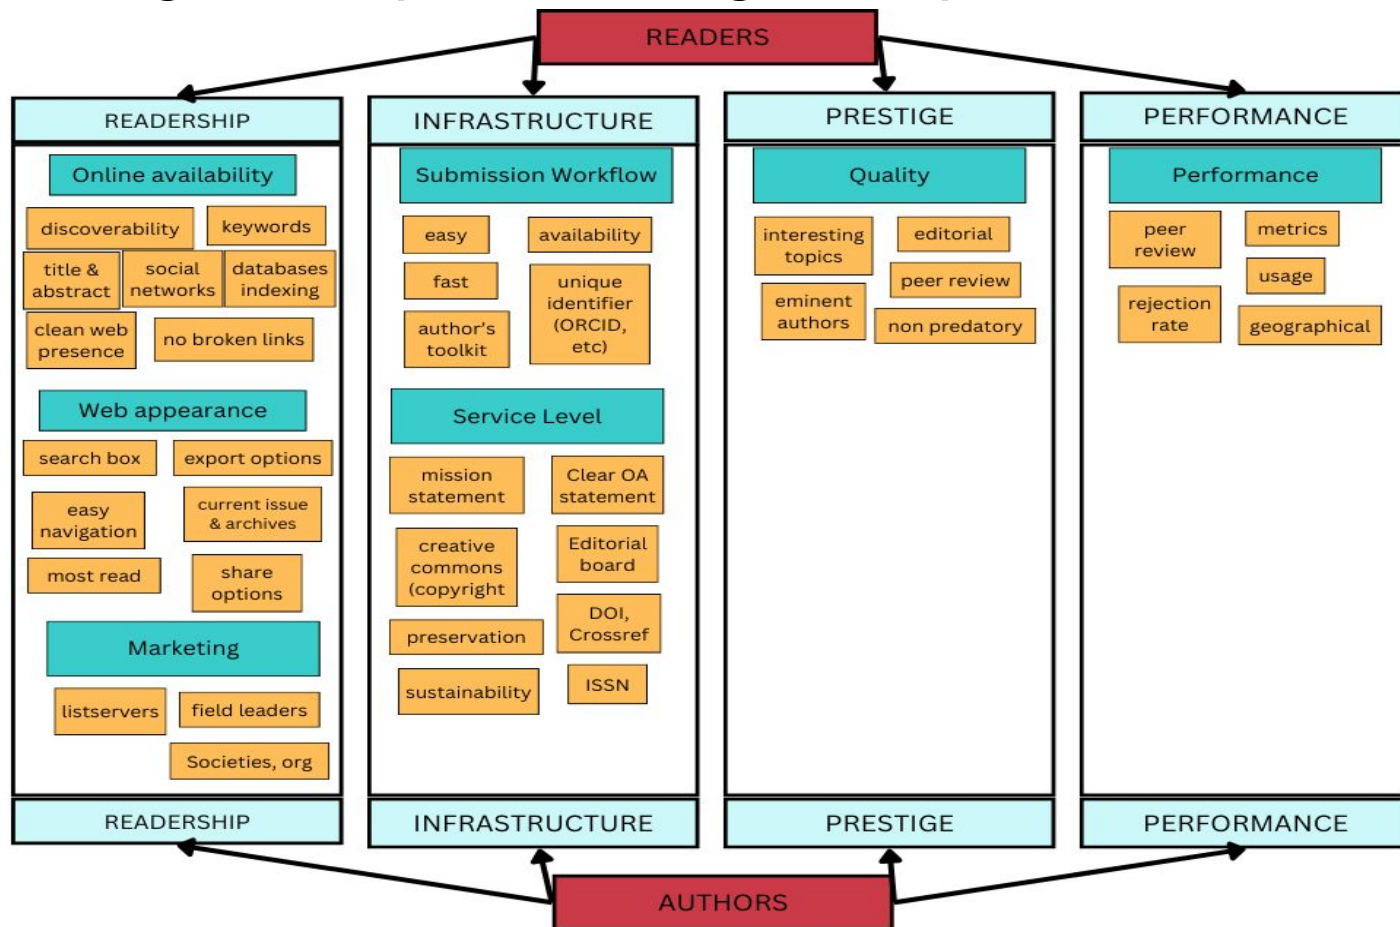 READERS
READERSHIP
INFRASTRUCTURE
PRESTIGE
PERFORMANCE
Online availability
discoverability
keywords
title &
abstract
social
networks
databases
indexing
clean web
presence
no broken links
Web appearance
search box
export options
easy
navigation
current issue
& archives
most read
share
options
Marketing
listservers
field leaders
Societies, org
Submission Workflow
easy
availability
fast
unique
identifier
(ORCID,
etc)
author's
toolkit
Service Level
mission
statement
Clear OA
statement
creative
commons
(copyright
Editorial
board
preservation
DOI,
Crossref
sustainability
ISSN
Quality
interesting
topics
editorial
peer review
eminent
authors
non predatory
Performance
peer
review
metrics
usage
rejection
rate
geographical
READERSHIP
INFRASTRUCTURE
PRESTIGE
PERFORMANCE
AUTHORS